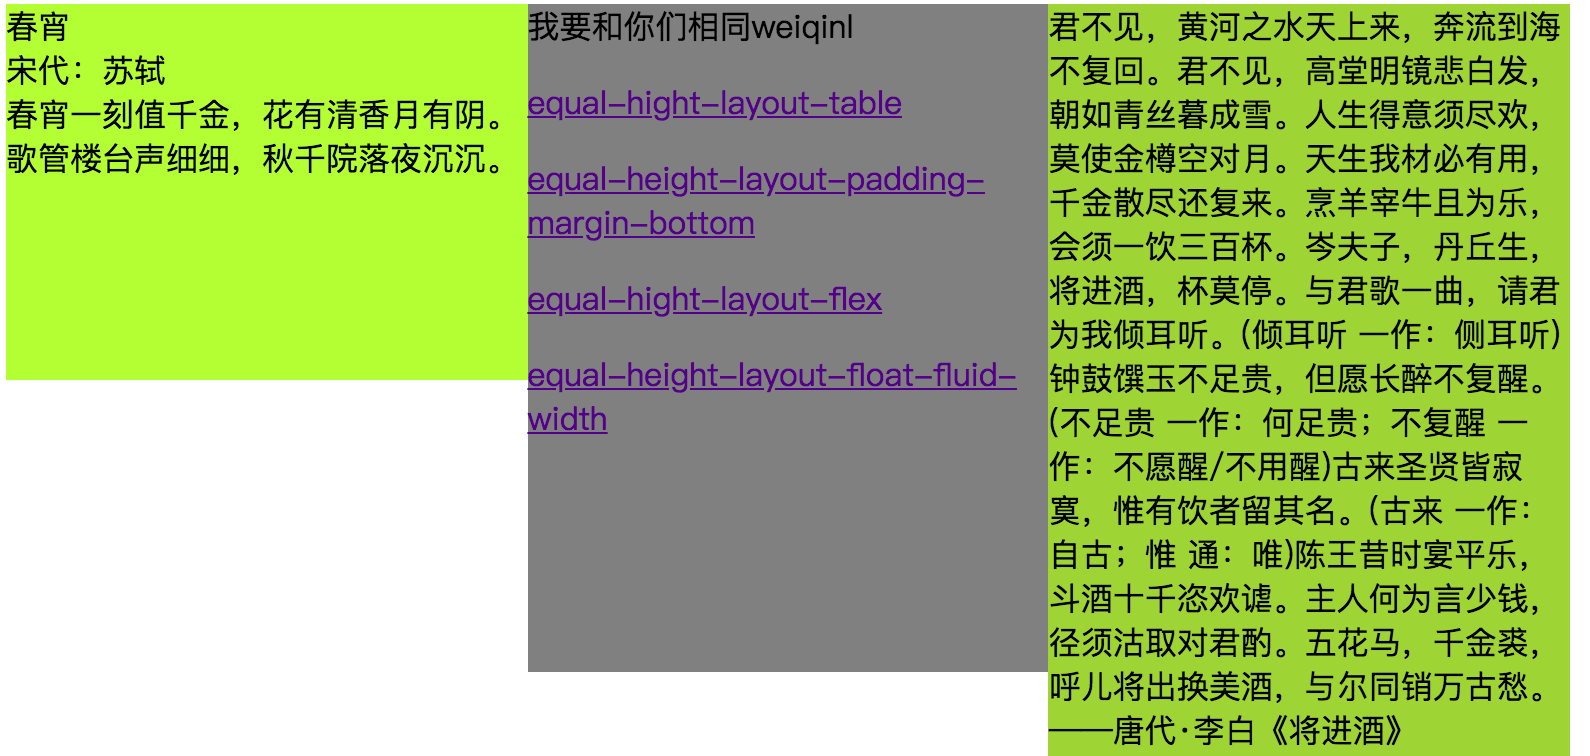 春宵
宋代：苏轼
春宵一刻值千金，花有清香月有阴。
歌管楼台声细细，秋千院落夜沉沉。
我要和你们相同weiqinl
equal-hight-layout-table
equal-height-layout-padding-
margin-bottom
equal-hight-layout-flex
equal-height-layout-float-fluid-
width
君不见，黄河之水天上来，奔流到海
不复回。君不见，高堂明镜悲白发，
朝如青丝暮成雪。人生得意须尽欢，
莫使金樽空对月。天生我材必有用，
千金散尽还复来。烹羊宰牛且为乐，
会须一饮三百杯。岑夫子，丹丘生，
将进酒，杯莫停。与君歌一曲，请君
为我倾耳听。(倾耳听 一作：侧耳听)
钟鼓馔玉不足贵，但愿长醉不复醒。
(不足贵 一作：何足贵；不复醒 一
作：不愿醒/不用醒)古来圣贤皆寂
寞，惟有饮者留其名。(古来 一作：
自古；惟 通：唯)陈王昔时宴平乐，
斗酒十千恣欢谑。主人何为言少钱，
径须沽取对君酌。五花马，千金裘，
呼儿将出换美酒，与尔同销万古愁。
——唐代·李白《将进酒》